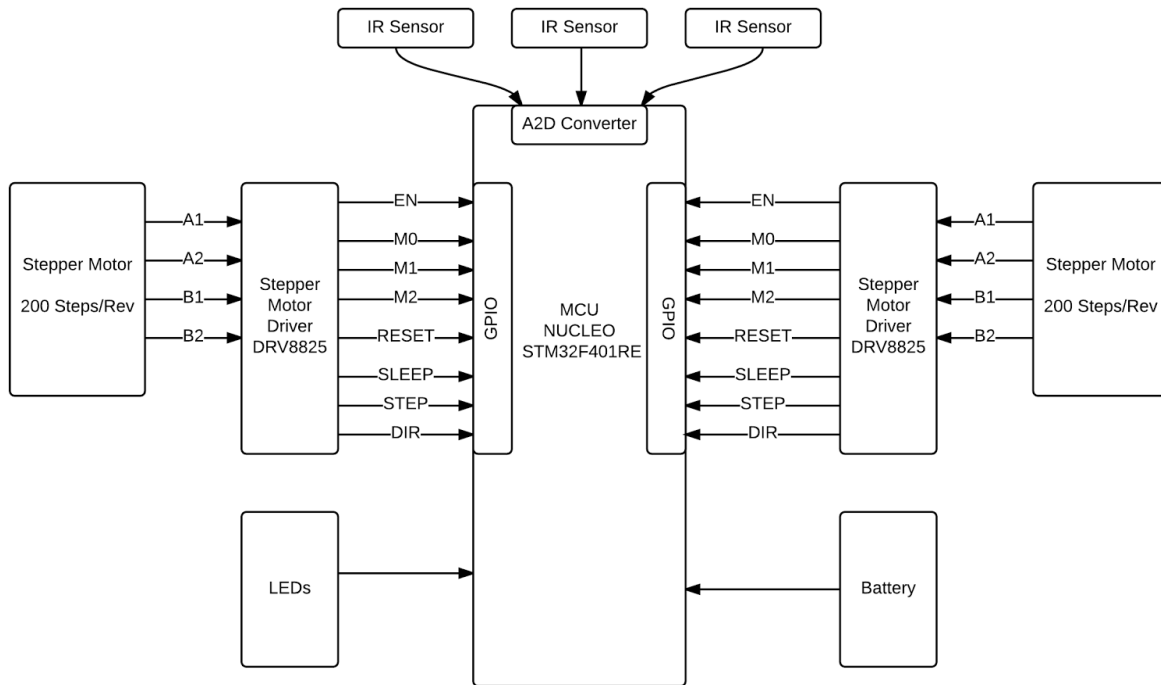 IR Sensor
IR Sensor
IR Sensor
A2D Converter
Stepper Motor
200 Steps/Rev
A1
A2
B1
B2
Stepper
Motor
Driver
DRV8825
EN
M0
M1
M2
RESET
SLEEP
STEP
DIR
GPIO
MCU
NUCLEO
STM32F401RE
GPIO
EN
M0
M1
M2
RESET
SLEEP
STEP
DIR
Stepper
Motor
Driver
DRV8825
A1
A2
B1
B2
Stepper Motor
200 Steps/Rev
LEDs
Battery